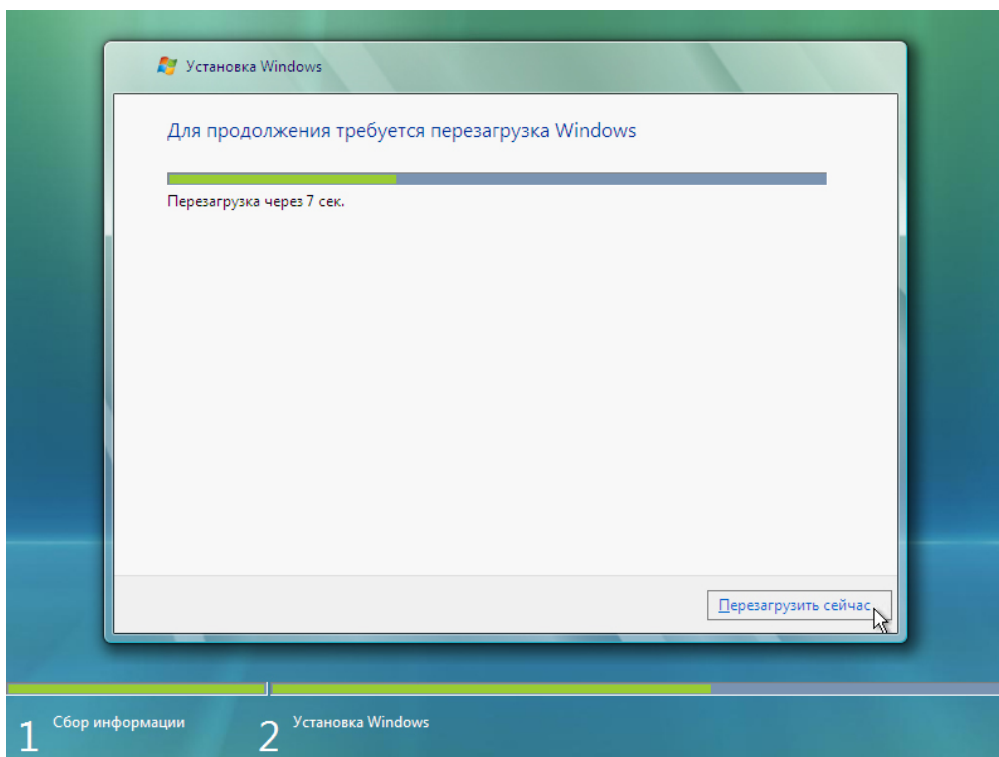 Установка Windows
Для продолжения требуется перезагрузка Windows
Перезагрузка через 7 сек.
Перезагрузить сейчас
1 Сбор информации 2 Установка Windows